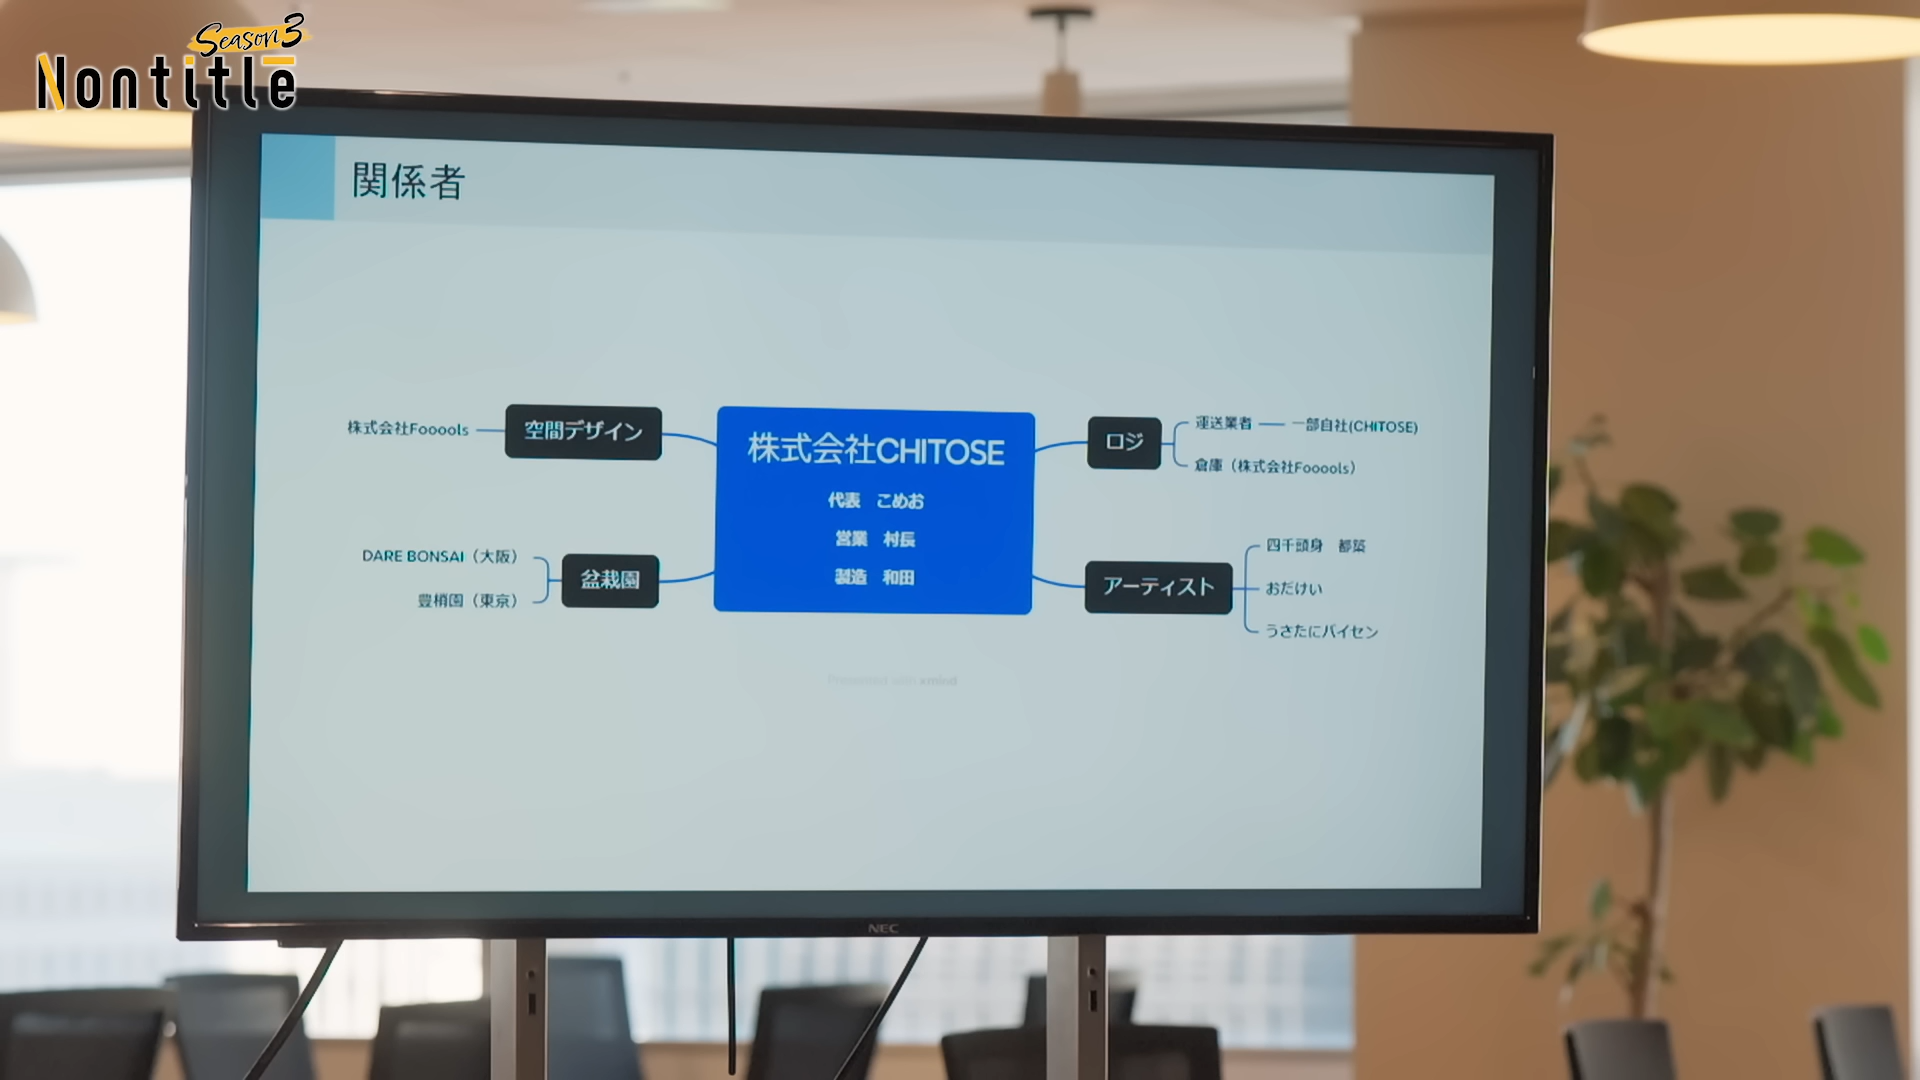 Season3
Nontitle
関係者
株式会社Fooools
空間デザイン
DARE BONSAI（大阪）
豊梢園（東京）
盆栽園
株式会社CHITOSE
代表　こめお
営業　村長
製造　和田
ロジ
運送業者
一部自社(CHITOSE)
倉庫（株式会社Fooools）
アーティスト
四千頭身　都築
おだけい
うさたにパイセン
Presented with xmind
NEC